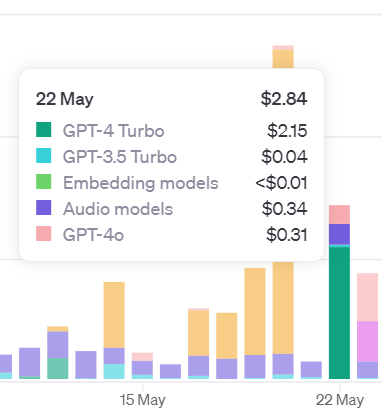 22 May $2.84
GPT-4 Turbo $2.15
GPT-3.5 Turbo $0.04
Embedding models <$0.01
Audio models $0.34
GPT-4o $0.31
15 May 22 May